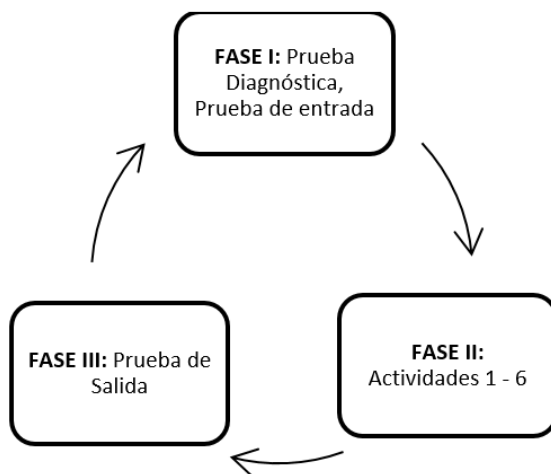 FASE I: Prueba
Diagnóstica,
Prueba de entrada
FASE II:
Actividades 1 - 6
FASE III: Prueba de
Salida